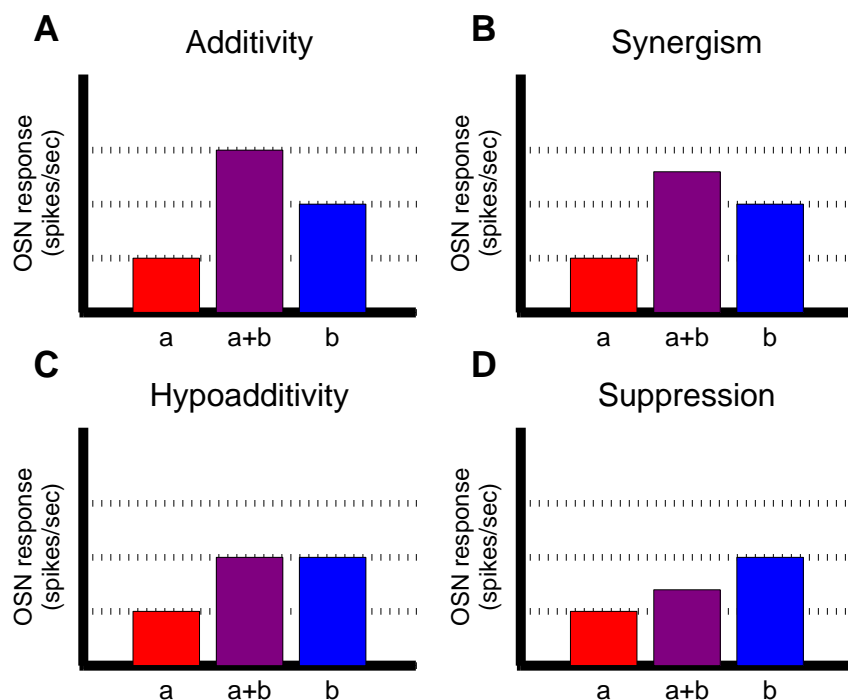 A
Additivity
OSN response
(spikes/sec)
a
a+b
b
B
Synergism
OSN response
(spikes/sec)
a
a+b
b
C
Hypoadditivity
OSN response
(spikes/sec)
a
a+b
b
D
Suppression
OSN response
(spikes/sec)
a
a+b
b